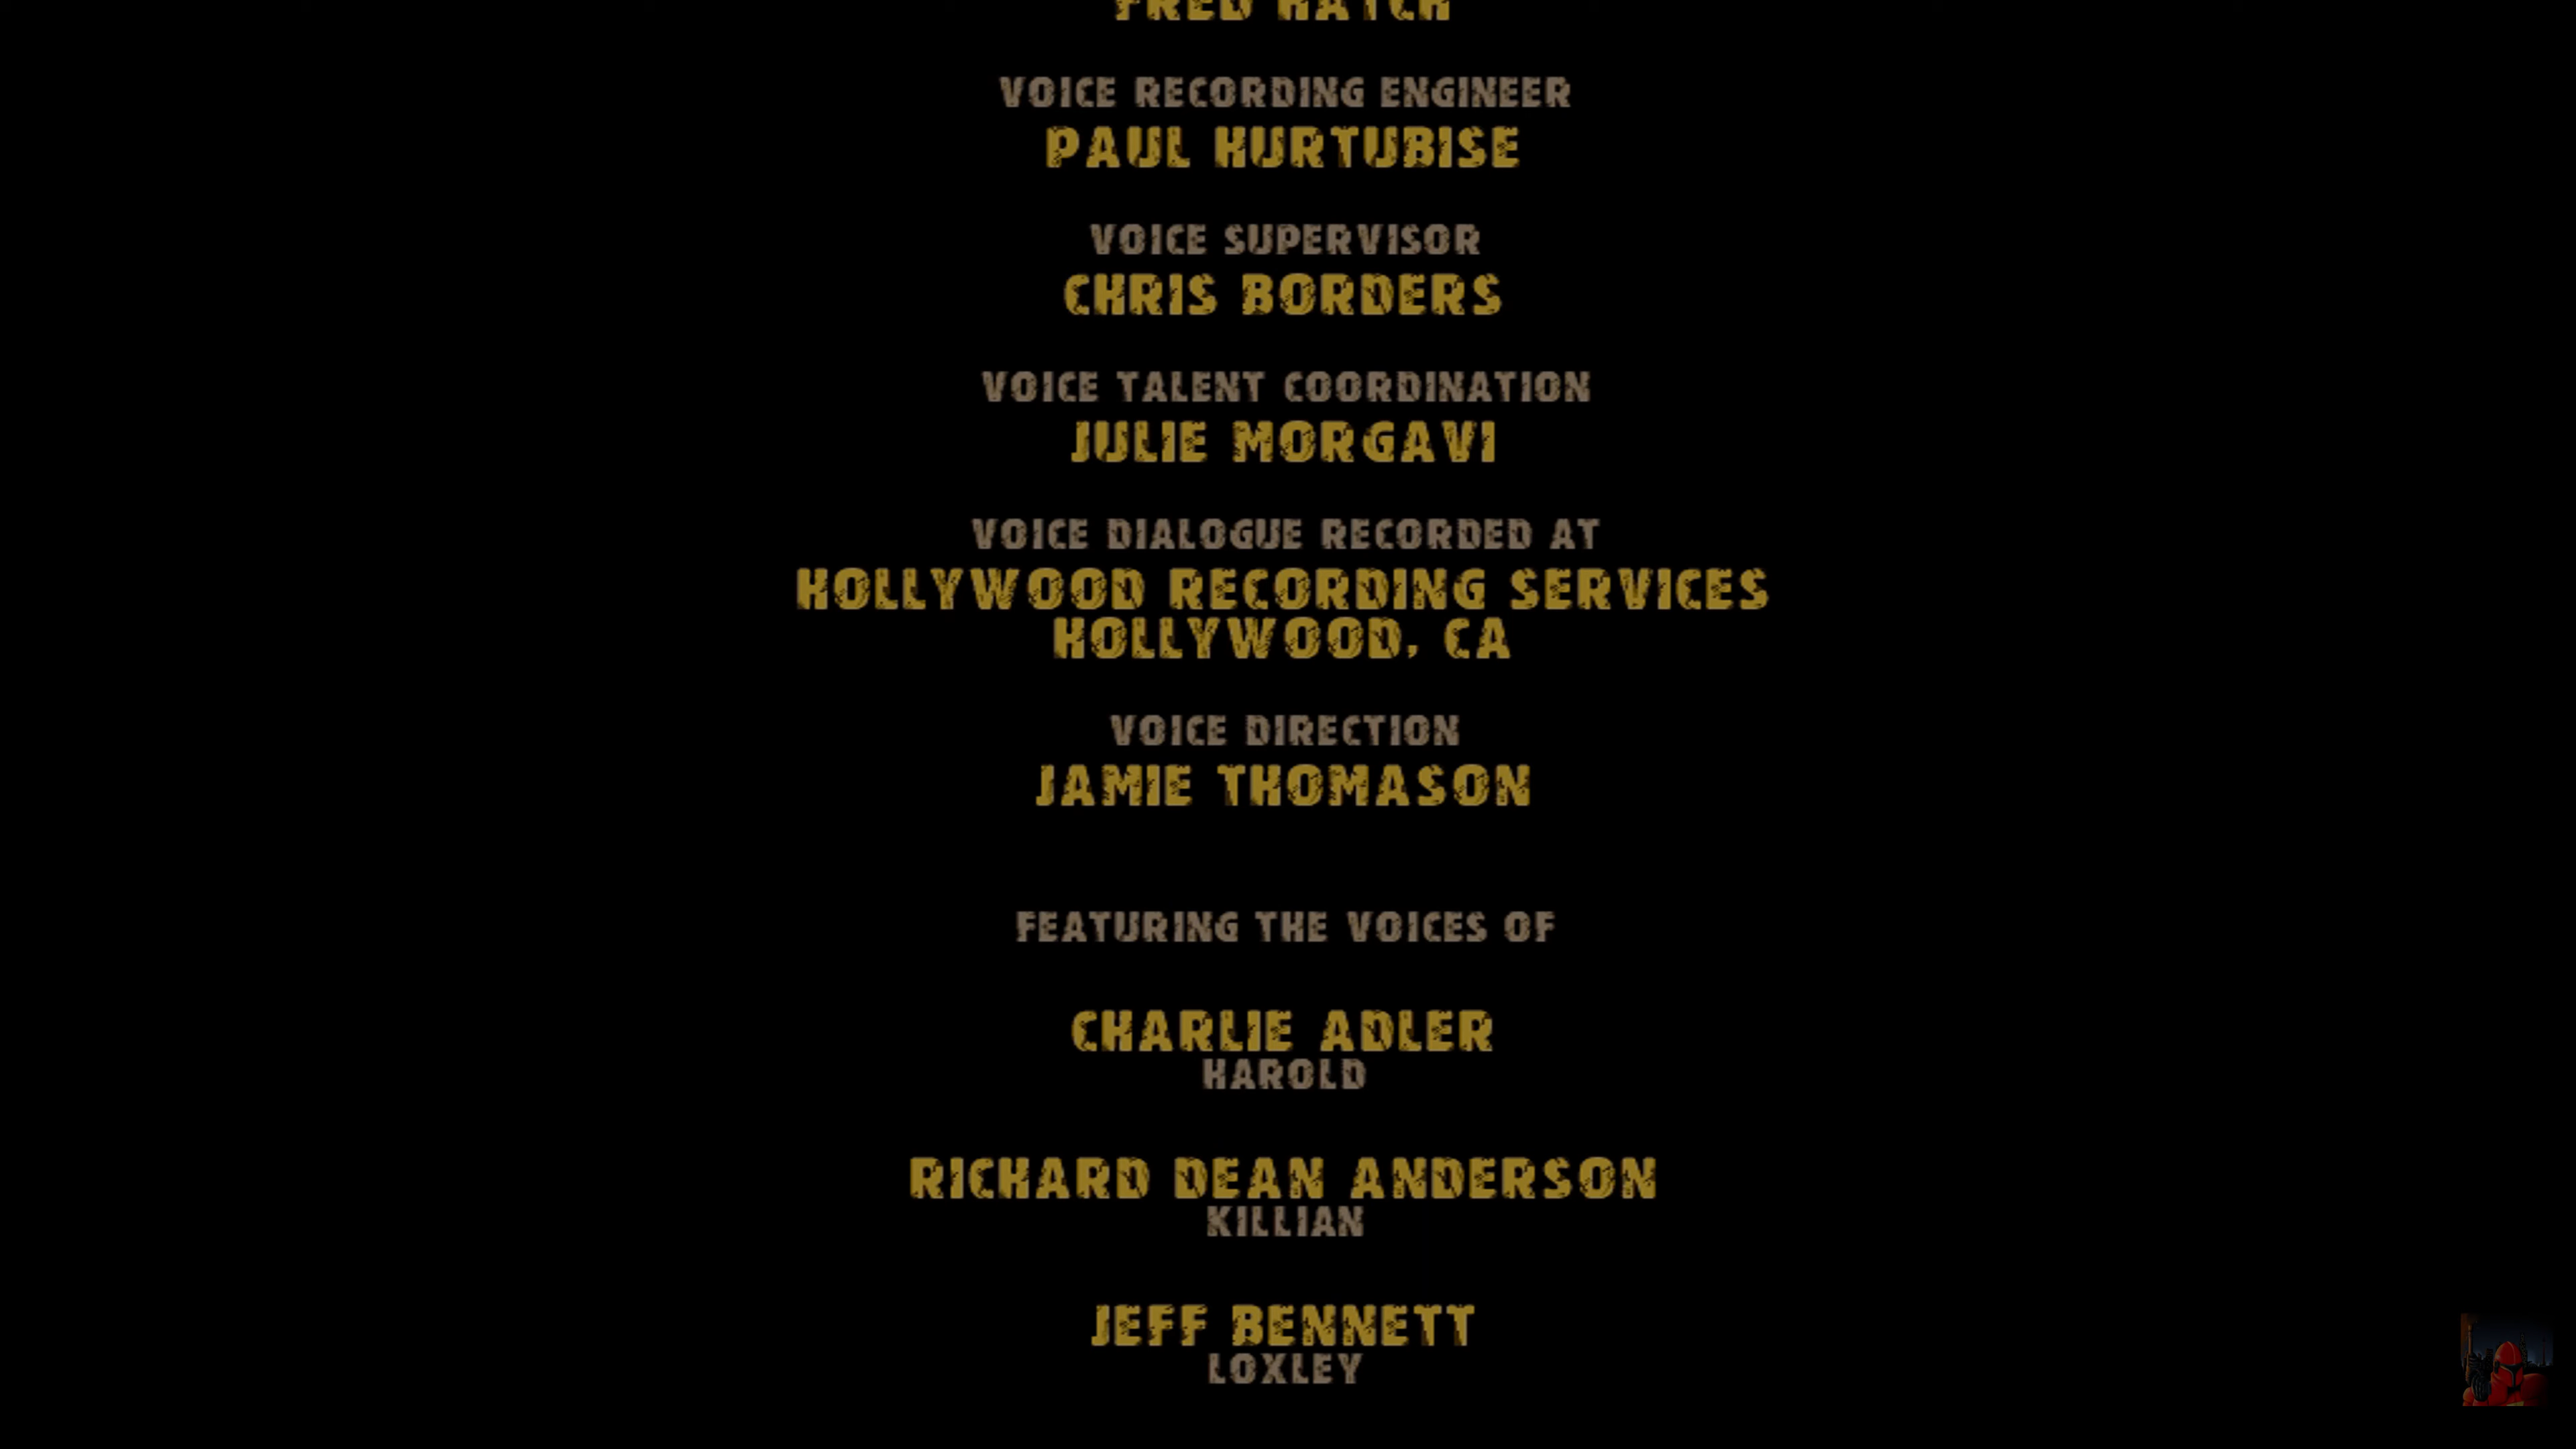 FRED HATCH
VOICE RECORDING ENGINEER
PAUL HURTUBISE
VOICE SUPERVISOR
CHRIS BORDERS
VOICE TALENT COORDINATION
JULIE MORGAVI
VOICE DIALOGUE RECORDED AT
HOLLYWOOD RECORDING SERVICES
HOLLYWOOD, CA
VOICE DIRECTION
JAMIE THOMASON
FEATURING THE VOICES OF
CHARLIE ADLER
HAROLD
RICHARD DEAN ANDERSON
KILLIAN
JEFF BENNETT
LOXLEY